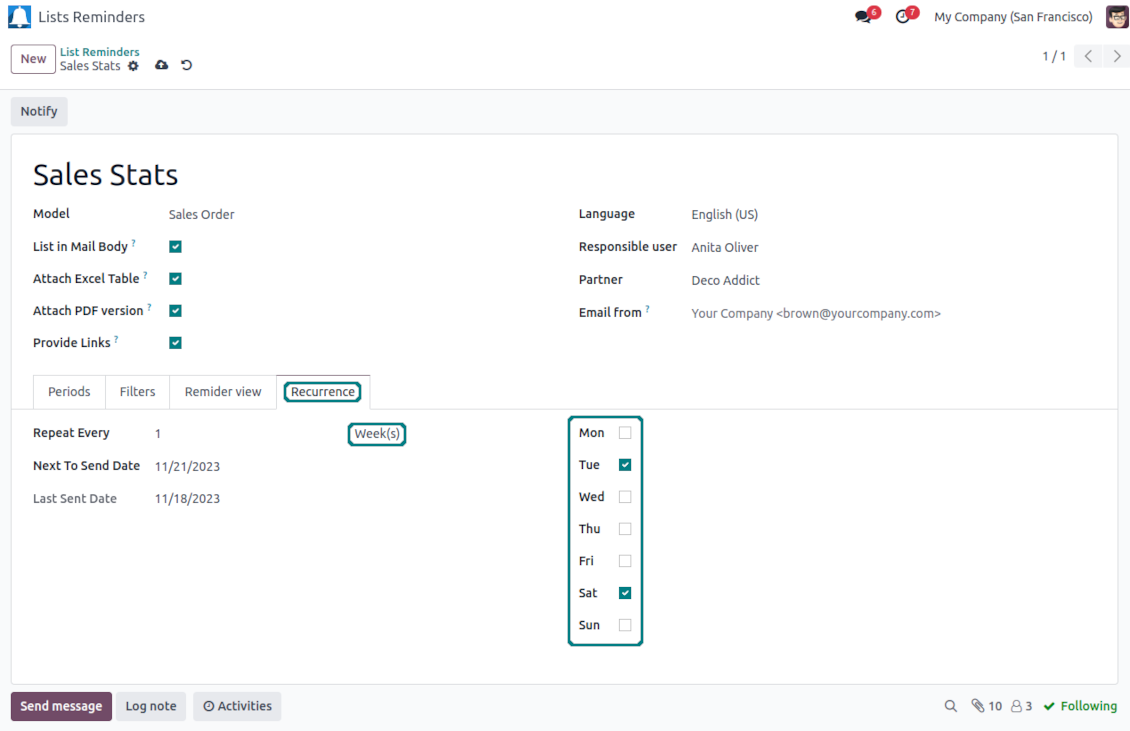 Lists Reminders
6
7
My Company (San Francisco)
New
List Reminders
Sales Stats
1 / 1
Notify
Sales Stats
Model Sales Order
Language English (US)
List in Mail Body ?
Responsible user Anita Oliver
Attach Excel Table ?
Partner Deco Addict
Attach PDF version ?
Email from ? Your Company <brown@yourcompany.com>
Provide Links ?
Periods Filters Remider view Recurrence
Repeat Every 1 Week(s)
Next To Send Date 11/21/2023
Last Sent Date 11/18/2023
Mon
Tue
Wed
Thu
Fri
Sat
Sun
Send message Log note Activities
10 3 Following